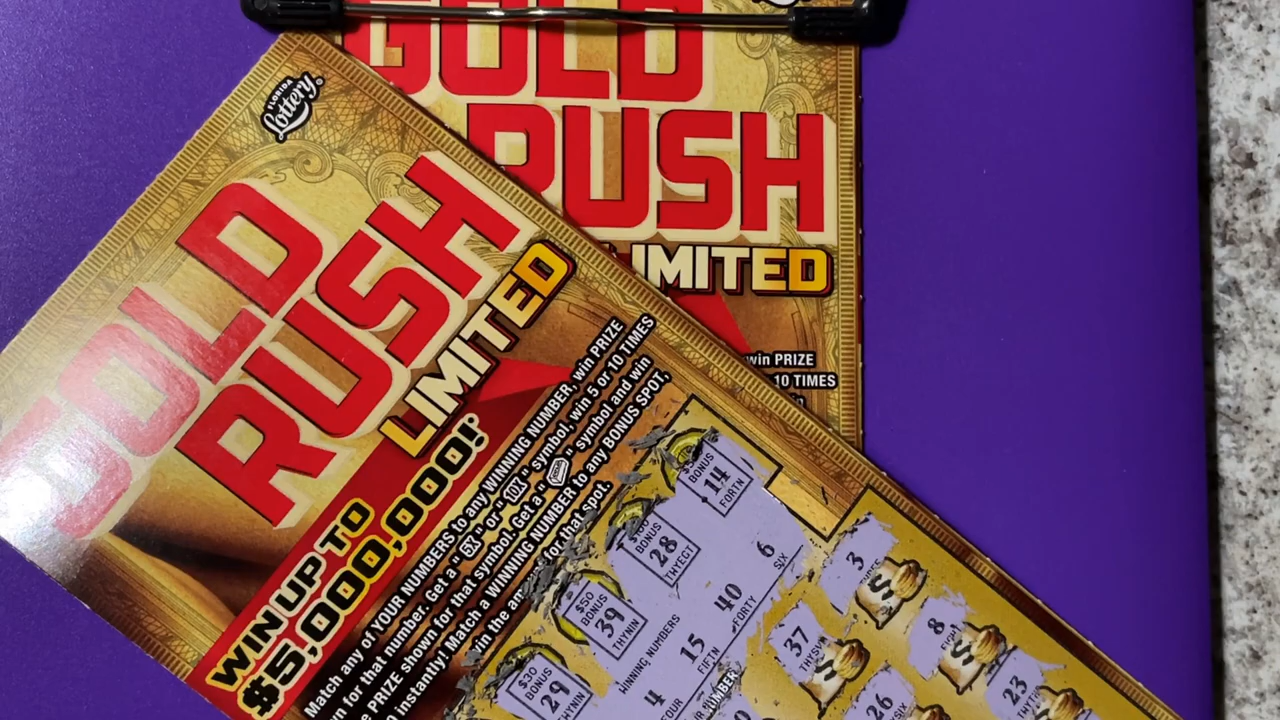 GOLD
RUSH
LIMITED
win PRIZE
10 TIMES
FLORIDA
Lottery
GOLD
RUSH
LIMITED
WIN UP TO
$5,000,000!*
Match any of YOUR NUMBERS to any WINNING NUMBER, win PRIZE
for that number. Get a "5X" or "10X" symbol, win 5 or 10 TIMES
PRIZE shown for that symbol. Get a " " symbol and win
instantly! Match a WINNING NUMBER to any BONUS SPOT,
win the for that spot.
BONUS
14
FORTN
BONUS
28
TWYEGT
$50
BONUS
39
THYNIN
$30
BONUS
29
WINNING NUMBERS
6
SIX
40
FORTY
15
FIFTN
4
3
37
THYSVN
8
26
23